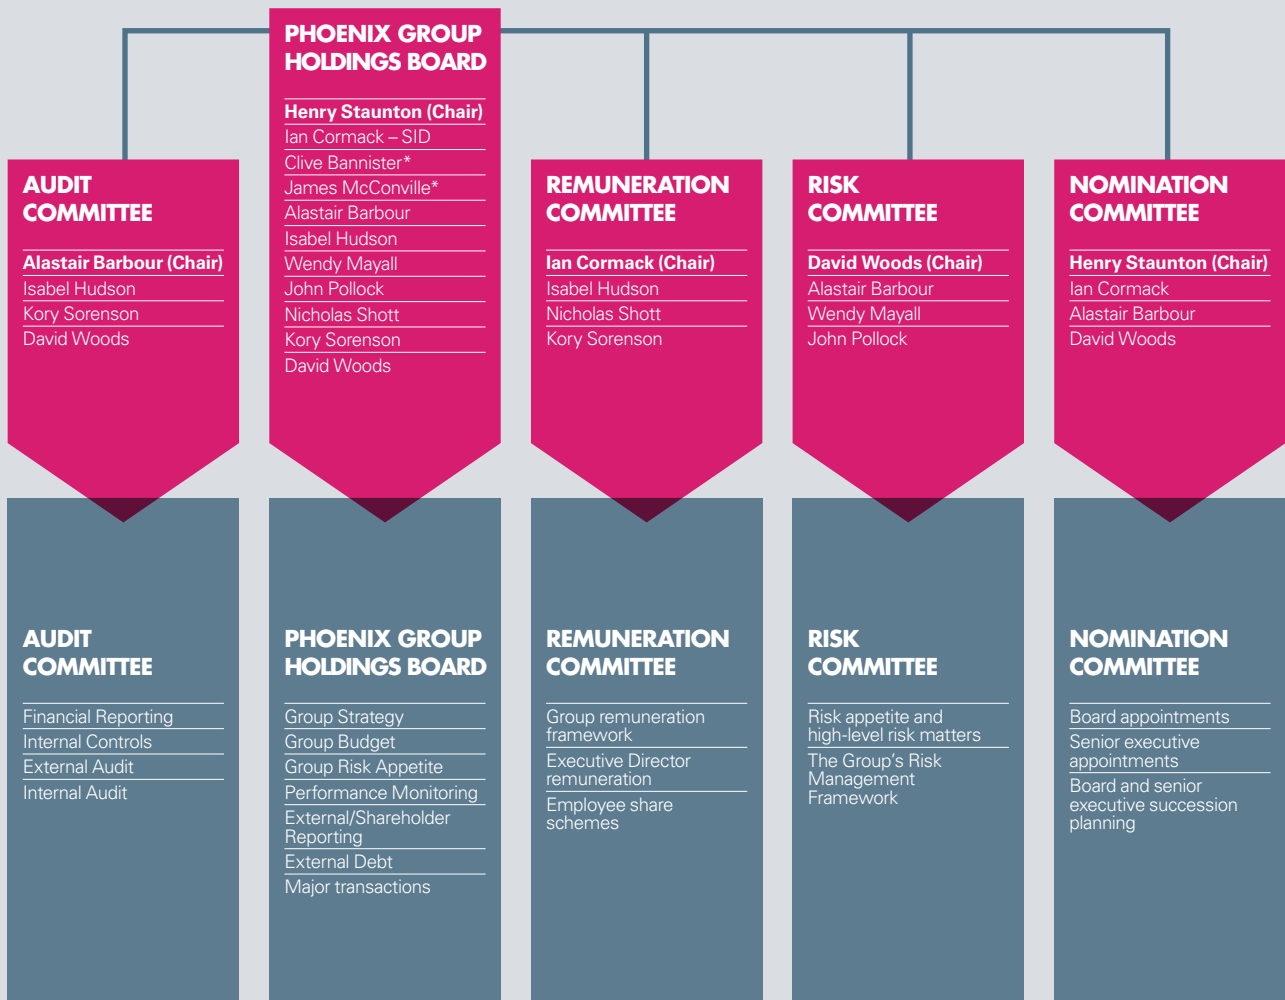 PHOENIX GROUP
HOLDINGS BOARD
Henry Staunton (Chair)
Ian Cormack – SID
Clive Bannister*
James McConville*
Alastair Barbour
Isabel Hudson
Wendy Mayall
John Pollock
Nicholas Shott
Kory Sorenson
David Woods
AUDIT
COMMITTEE
Alastair Barbour (Chair)
Isabel Hudson
Kory Sorenson
David Woods
REMUNERATION
COMMITTEE
Ian Cormack (Chair)
Isabel Hudson
Nicholas Shott
Kory Sorenson
RISK
COMMITTEE
David Woods (Chair)
Alastair Barbour
Wendy Mayall
John Pollock
NOMINATION
COMMITTEE
Henry Staunton (Chair)
Ian Cormack
Alastair Barbour
David Woods
AUDIT
COMMITTEE
Financial Reporting
Internal Controls
External Audit
Internal Audit
PHOENIX GROUP
HOLDINGS BOARD
Group Strategy
Group Budget
Group Risk Appetite
Performance Monitoring
External/Shareholder
Reporting
External Debt
Major transactions
REMUNERATION
COMMITTEE
Group remuneration
framework
Executive Director
remuneration
Employee share
schemes
RISK
COMMITTEE
Risk appetite and
high-level risk matters
The Group's Risk
Management
Framework
NOMINATION
COMMITTEE
Board appointments
Senior executive
appointments
Board and senior
executive succession
planning